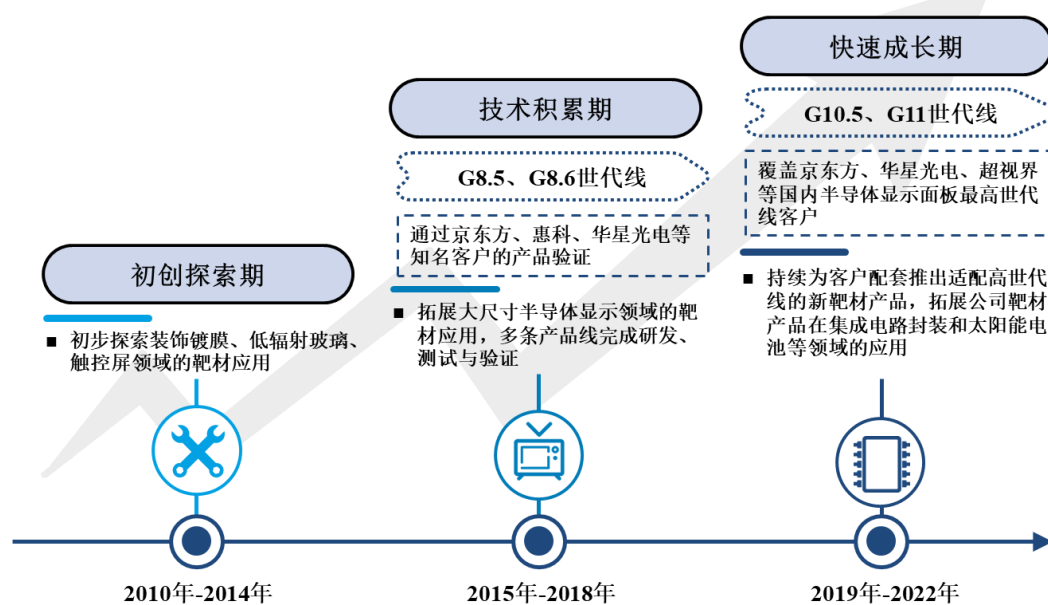 初创探索期
■ 初步探索装饰镀膜、低辐射玻璃、
触控屏领域的靶材应用
2010年-2014年
技术积累期
G8.5、G8.6世代线
通过京东方、惠科、华星光电等
知名客户的产品验证
■ 拓展大尺寸半导体显示领域的靶
材应用，多条产品线完成研发、
测试与验证
2015年-2018年
快速成长期
G10.5、G11世代线
覆盖京东方、华星光电、超视界
等国内半导体显示面板最高世代
线客户
■ 持续为客户配套推出适配高世代
线的新靶材产品，拓展公司靶材
产品在集成电路封装和太阳能电
池等领域的应用
2019年-2022年